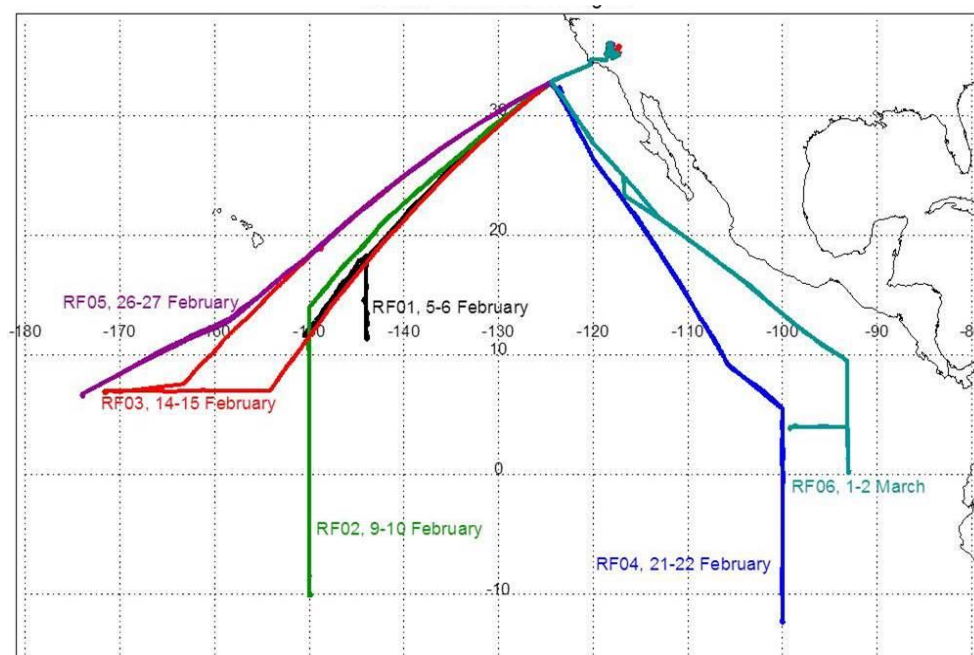 30
20
RF05, 26-27 February
RF01, 5-6 February
-180 -170 -160 -150 -140 -130 -120 -110 -100 -90
10
RF03, 14-15 February
0
RF06, 1-2 March
RF02, 9-10 February
RF04, 21-22 February
-10